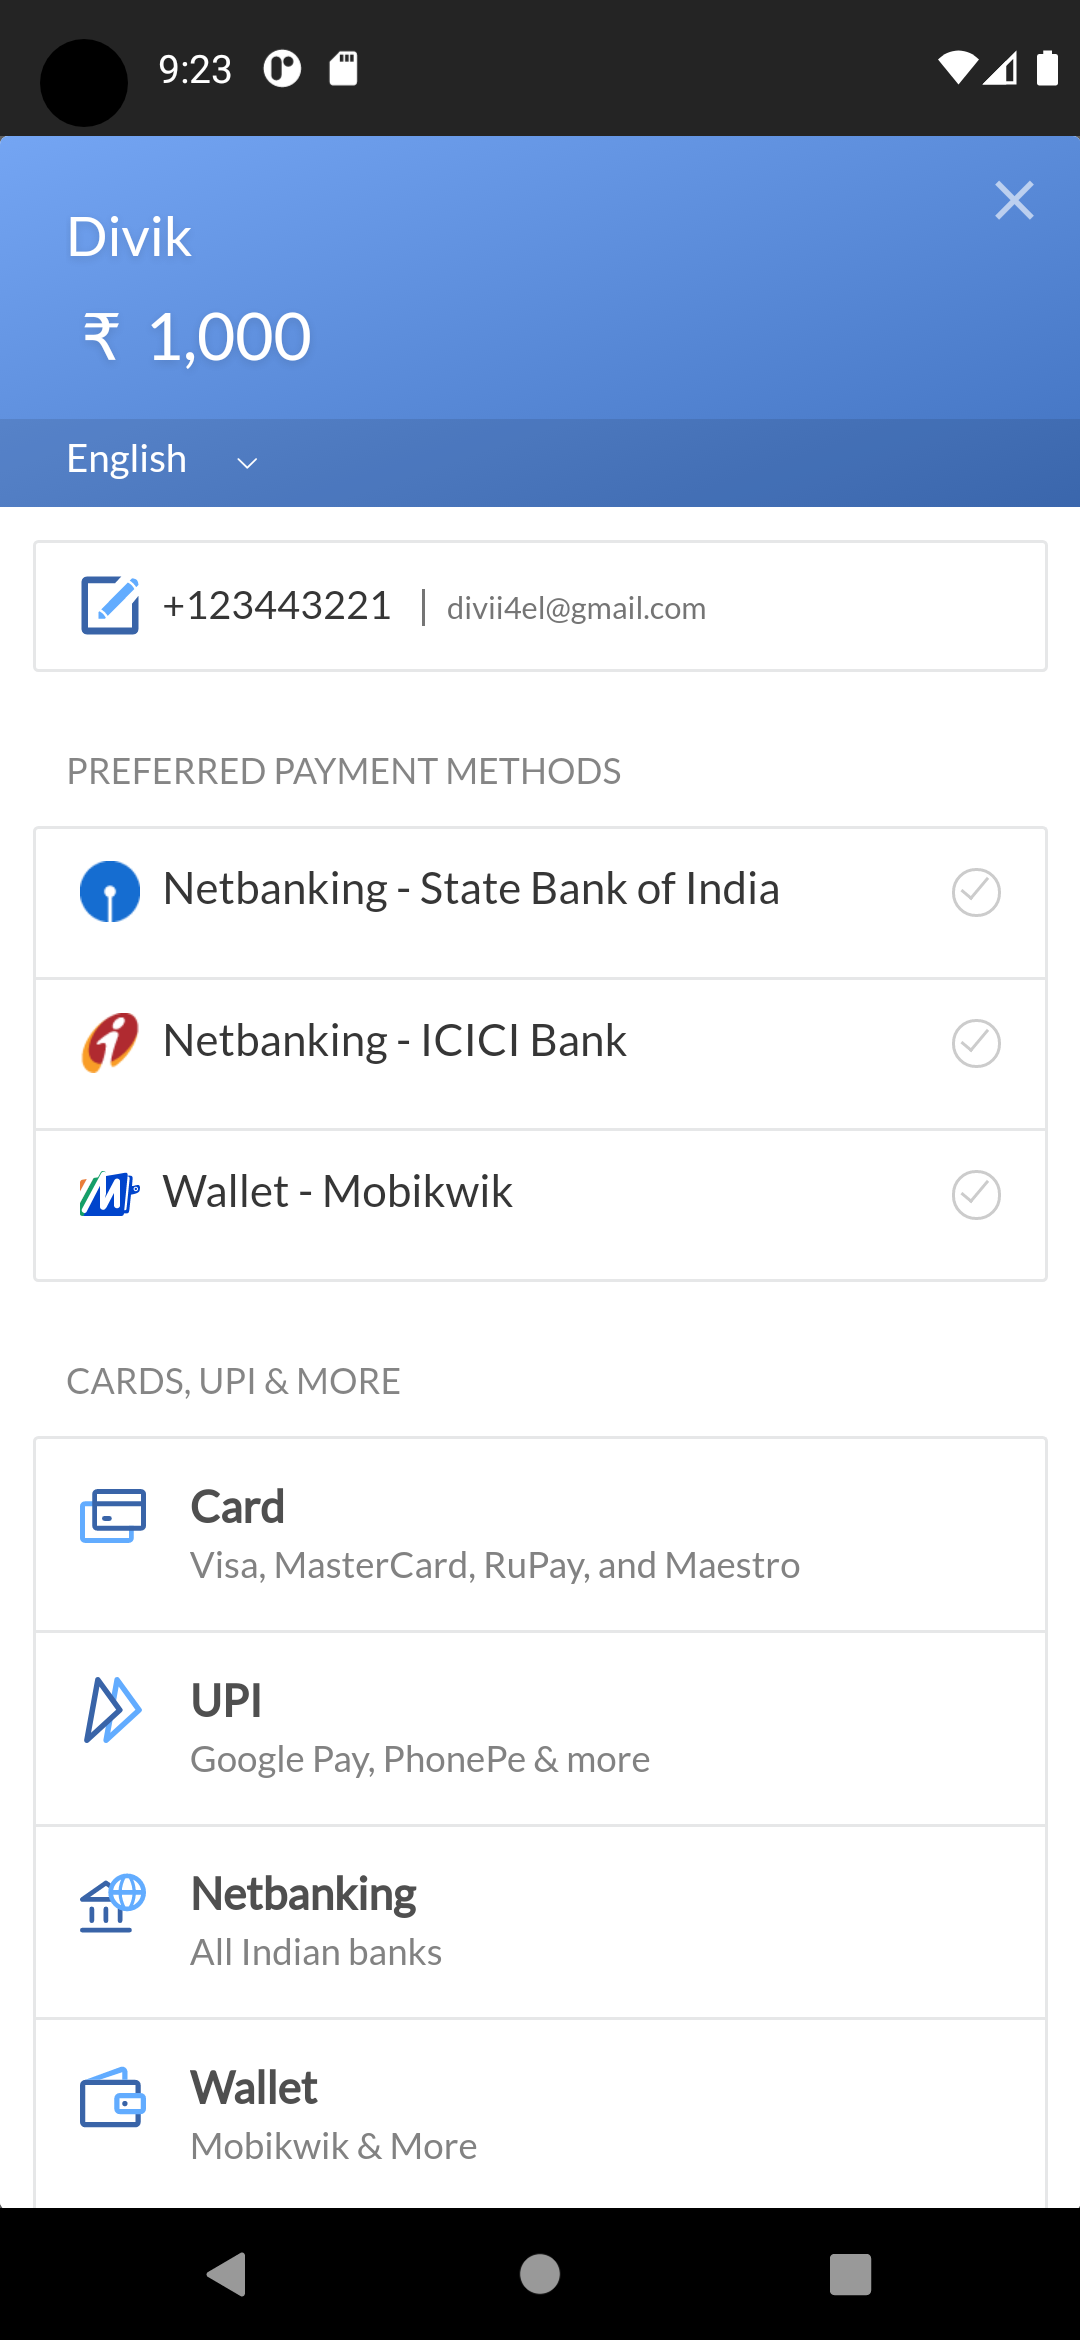 9:23
Divik
₹ 1,000
English
+123443221 | divii4el@gmail.com
PREFERRED PAYMENT METHODS
Netbanking - State Bank of India
Netbanking - ICICI Bank
Wallet - Mobikwik
CARDS, UPI & MORE
Card
Visa, MasterCard, RuPay, and Maestro
UPI
Google Pay, PhonePe & more
Netbanking
All Indian banks
Wallet
Mobikwik & More